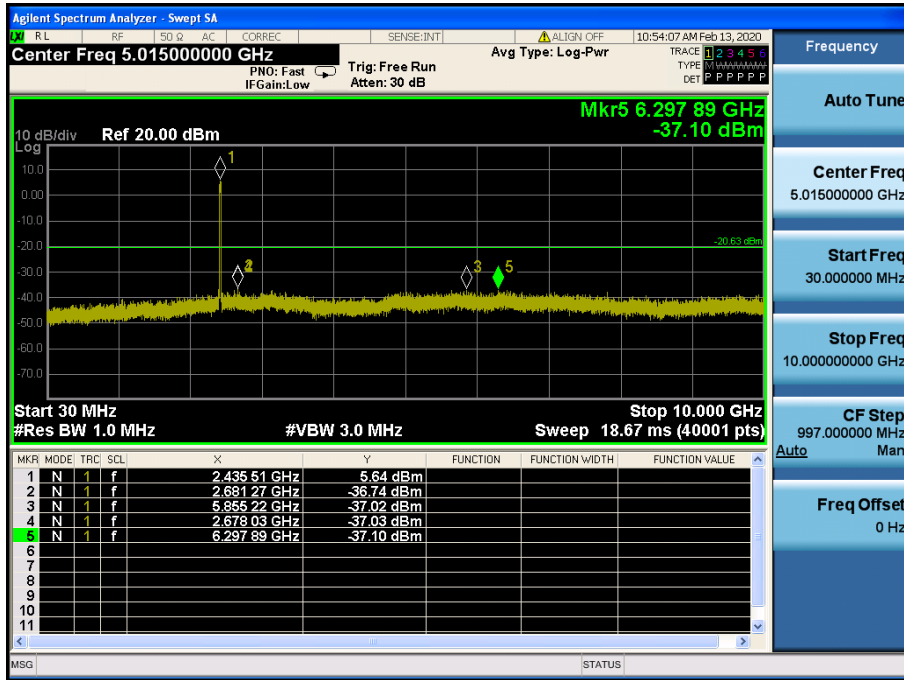 Agilent Spectrum Analyzer - Swept SA
LXI RL RF 50 Ω AC CORREC SENSE:INT ALIGN OFF 10:54:07 AM Feb 13, 2020
Center Freq 5.015000000 GHz
PNO: Fast
IFGain:Low
Trig: Free Run
Atten: 30 dB
Avg Type: Log-Pwr
TRACE 1 2 3 4 5 6
TYPE M WWWWW
DET P P P P P P
Mkr5 6.297 89 GHz
-37.10 dBm
10 dB/div Ref 20.00 dBm
Log
10.0
0.00
-10.0
-20.0
-30.0
-40.0
-50.0
-60.0
-70.0
1
2
3
5
-20.63 dBm
Start 30 MHz Stop 10.000 GHz
#Res BW 1.0 MHz #VBW 3.0 MHz Sweep 18.67 ms (40001 pts)
MKR MODE TRC SCL X Y FUNCTION FUNCTION WIDTH FUNCTION VALUE
1 N 1 f 2.435 51 GHz 5.64 dBm
2 N 1 f 2.681 27 GHz -36.74 dBm
3 N 1 f 5.855 22 GHz -37.02 dBm
4 N 1 f 2.678 03 GHz -37.03 dBm
5 N 1 f 6.297 89 GHz -37.10 dBm
6
7
8
9
10
11
MSG STATUS
Frequency
Auto Tune
Center Freq
5.015000000 GHz
Start Freq
30.000000 MHz
Stop Freq
10.000000000 GHz
CF Step
997.000000 MHz
Auto Man
Freq Offset
0 Hz